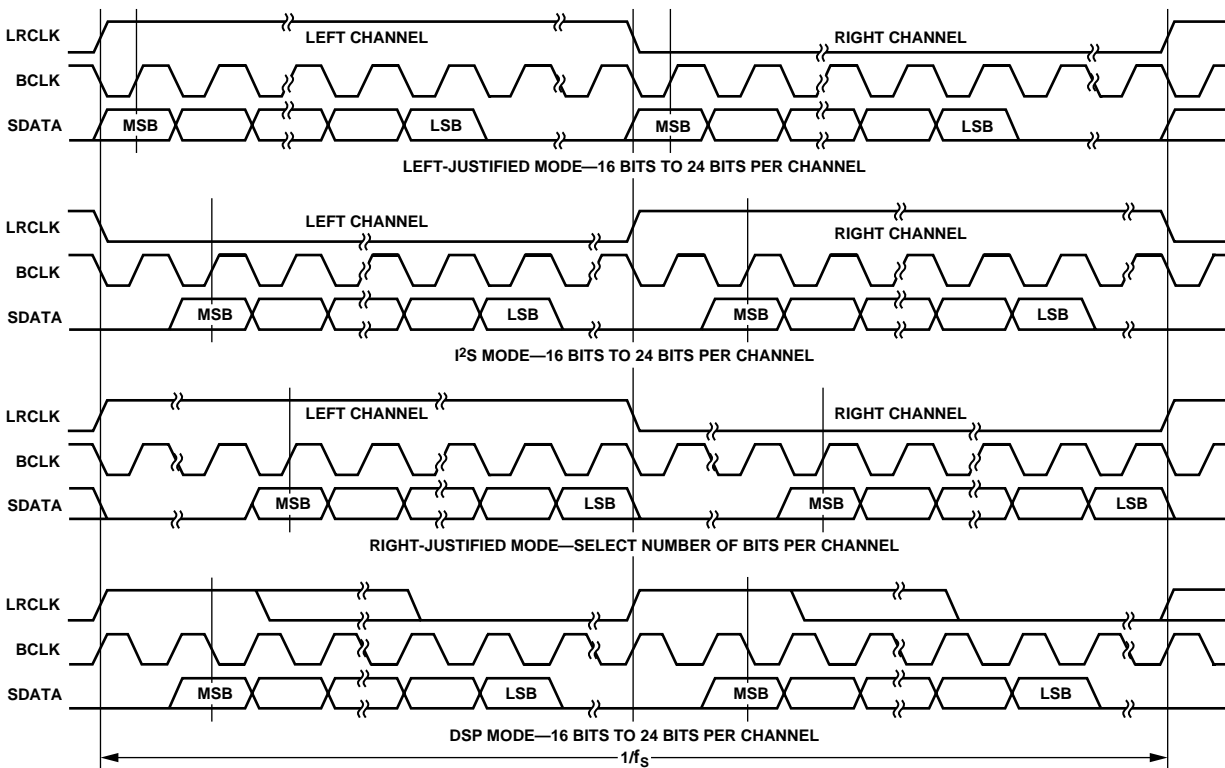 LRCLK LEFT CHANNEL RIGHT CHANNEL
BCLK
SDATA MSB LSB MSB LSB
LEFT-JUSTIFIED MODE—16 BITS TO 24 BITS PER CHANNEL
LRCLK LEFT CHANNEL RIGHT CHANNEL
BCLK
SDATA MSB LSB MSB LSB
I²S MODE—16 BITS TO 24 BITS PER CHANNEL
LRCLK LEFT CHANNEL RIGHT CHANNEL
BCLK
SDATA MSB LSB MSB LSB
RIGHT-JUSTIFIED MODE—SELECT NUMBER OF BITS PER CHANNEL
LRCLK
BCLK
SDATA MSB LSB MSB LSB
DSP MODE—16 BITS TO 24 BITS PER CHANNEL
1/fS